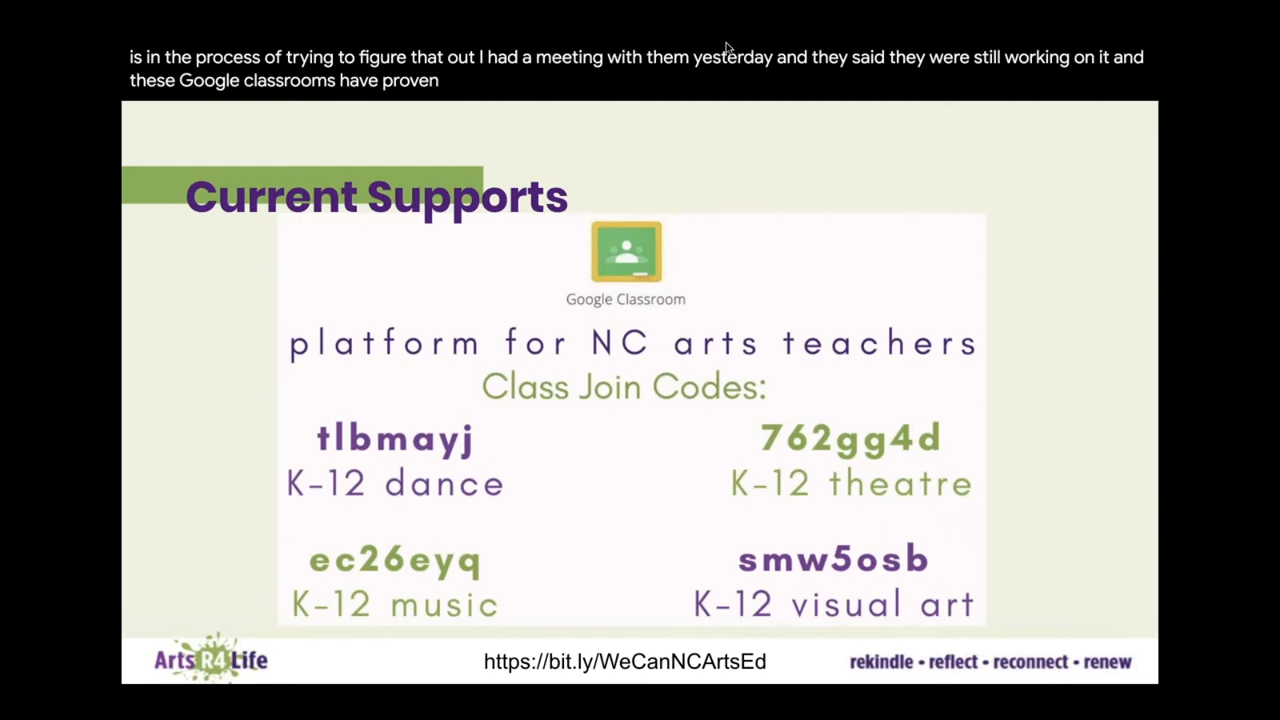 is in the process of trying to figure that out I had a meeting with them yesterday and they said they were still working on it and
these Google classrooms have proven
Current Supports
Google Classroom
platform for NC arts teachers
Class Join Codes:
tlbmayj
K-12 dance
762gg4d
K-12 theatre
ec26eyq
K-12 music
smw5osb
K-12 visual art
Arts R4 Life
https://bit.ly/WeCanNCArtsEd
rekindle • reflect • reconnect • renew